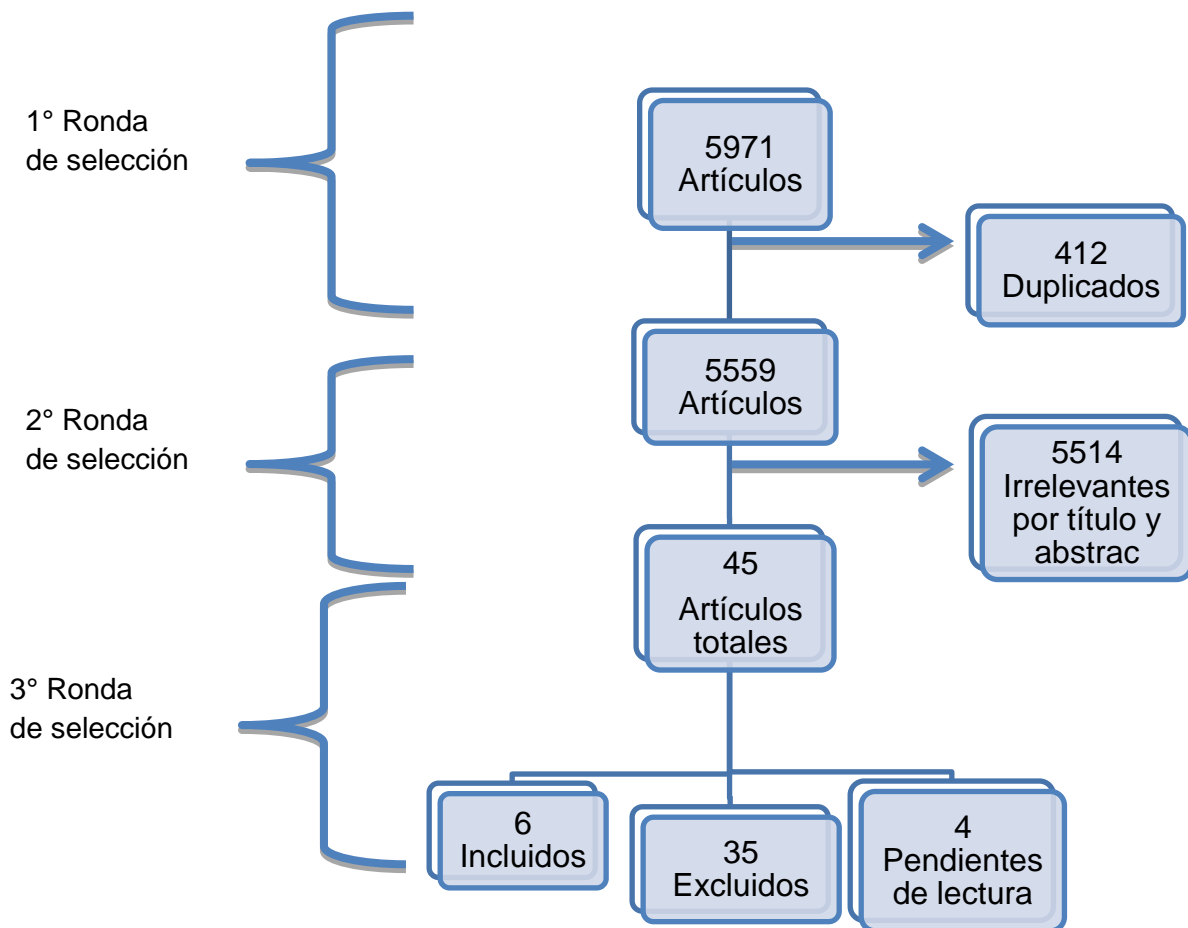 1° Ronda
de selección
5971
Artículos
412
Duplicados
2° Ronda
de selección
5559
Artículos
5514
Irrelevantes
por título y
abstrac
45
Artículos
totales
3° Ronda
de selección
6
Incluidos
35
Excluidos
4
Pendientes
de lectura